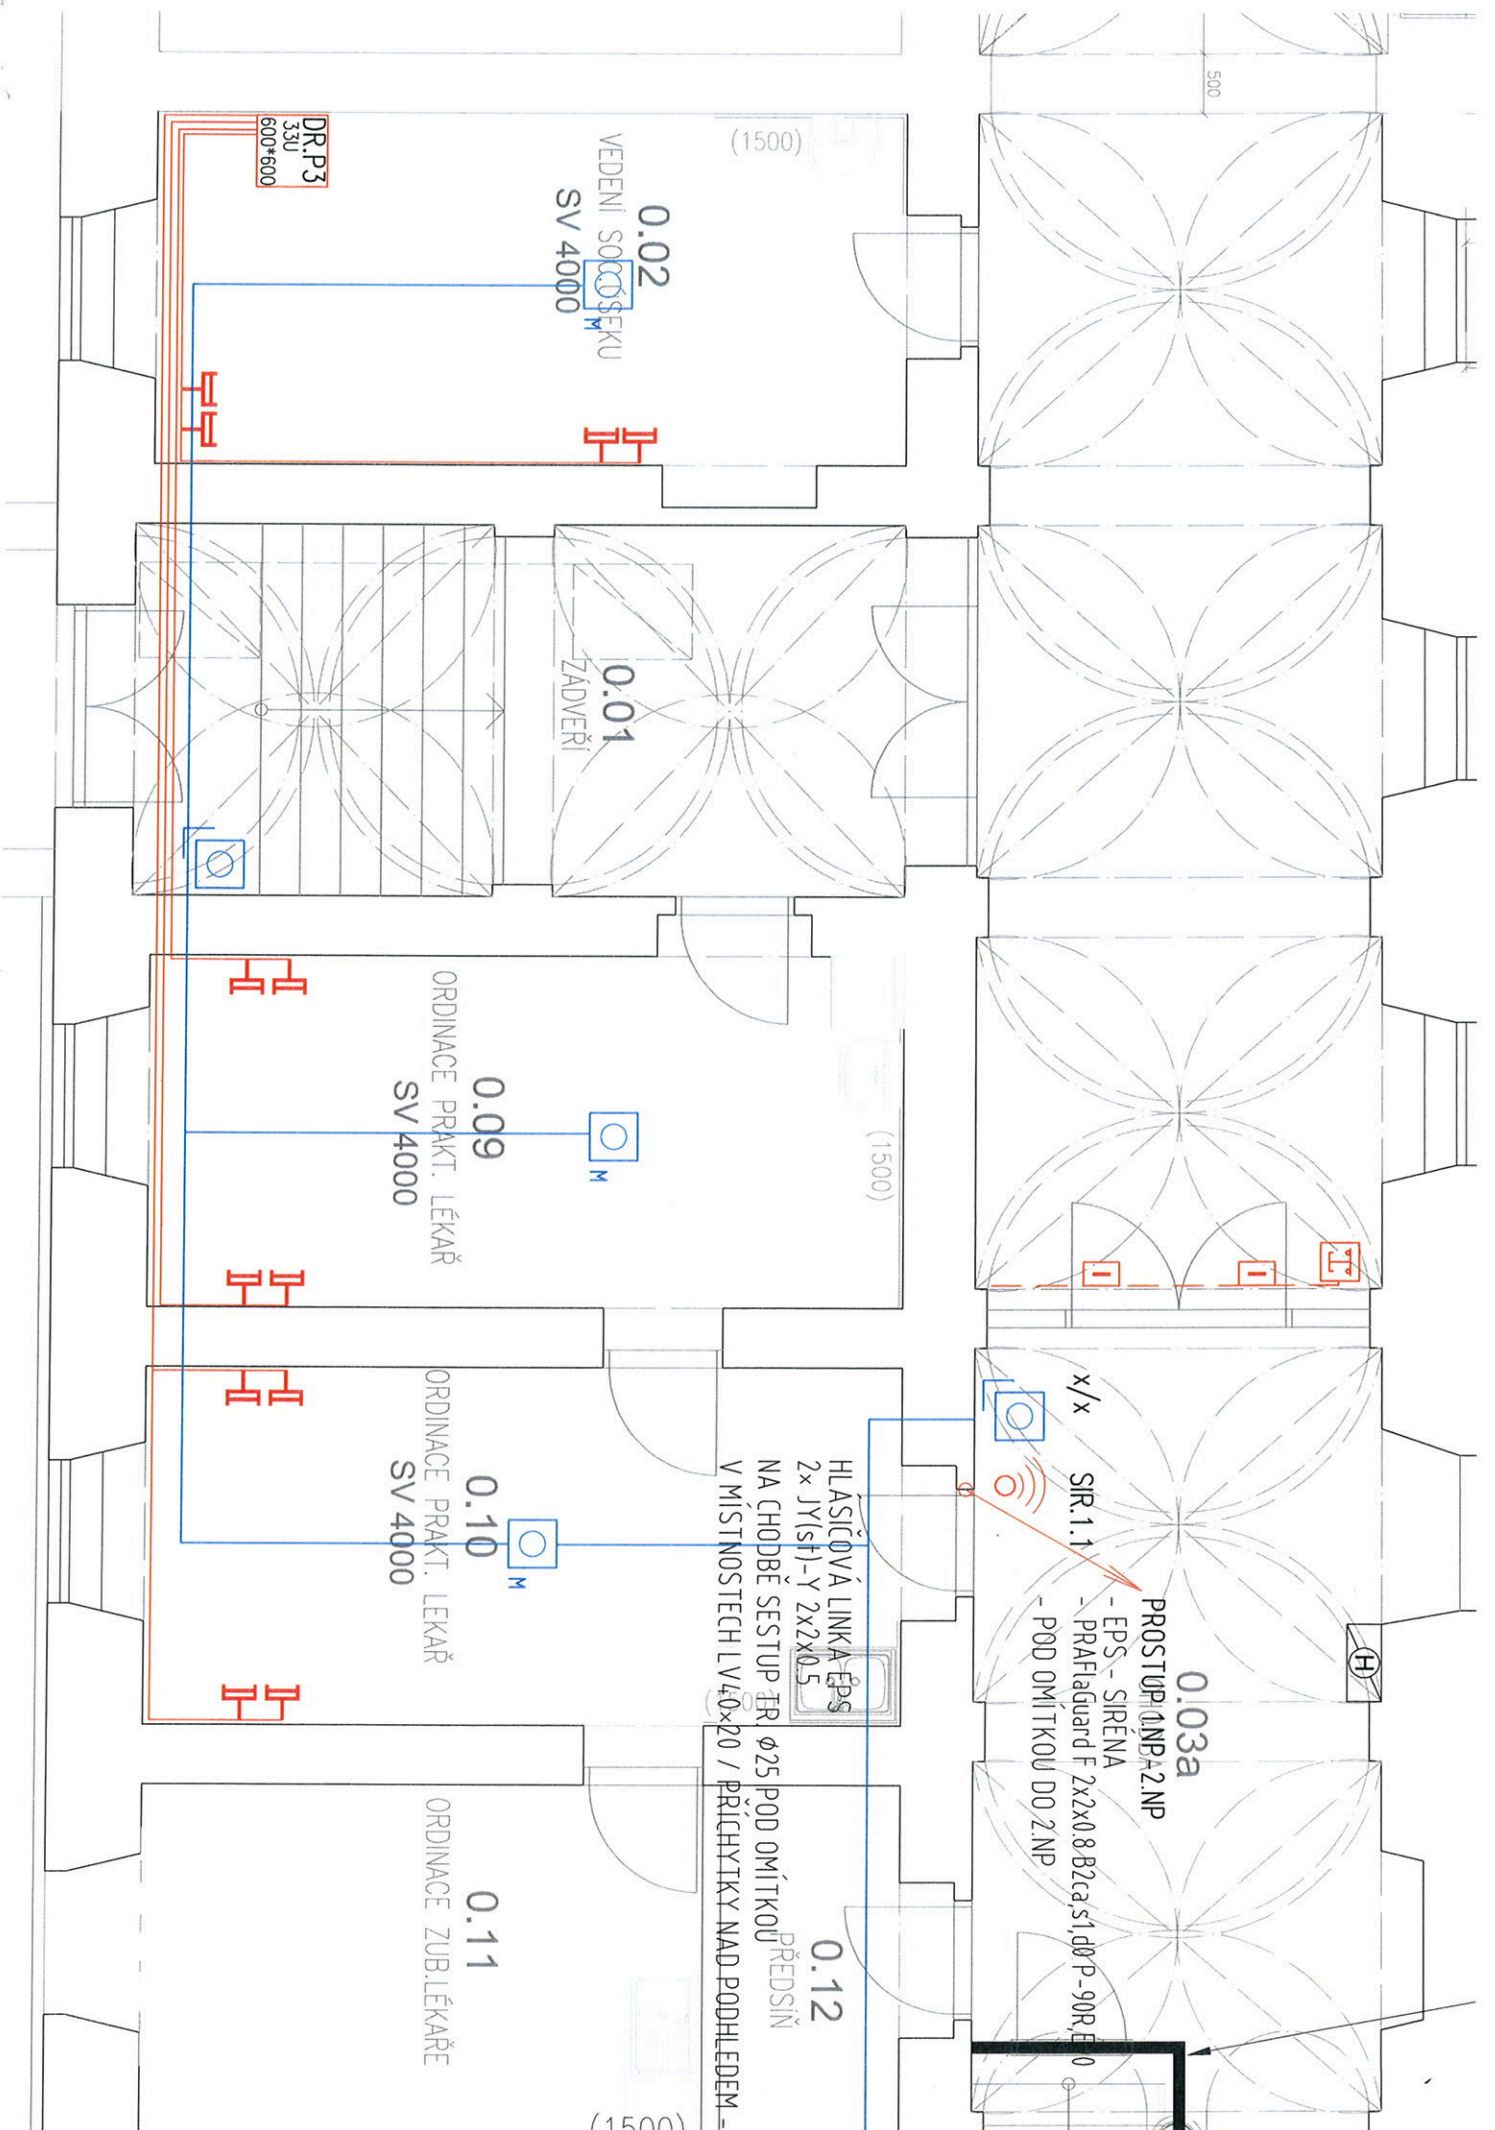 500
(1500)
DR.P3
33U
600*600
0.02
SV 4000
M
0.01
ZÁDVEŘÍ
0.09
ORDINACE PRAKT. LÉKAŘ
SV 4000
M
(1500)
0.10
ORDINACE PRAKT. LÉKAŘ
SV 4000
M
x/x
SIR.1.1
HLÁSIČOVÁ LINKA EPS
2x JY(st)-Y 2x2x0.5
NA CHODBĚ SESTUP TR. Ø25 POD OMÍTKOU
V MÍSTNOSTECH LV40x20 / PŘÍCHYTKY NAD PODHLEDEM -
0.03a
PROSTUP 1.NP-2.NP
- EPS - SIRÉNA
- PRAFlaGuard F 2x2x0.8 B2ca,s1,d0 P-90R,
- POD OMÍTKOU DO 2.NP
H
0.11
ORDINACE ZUB.LÉKAŘE
0.12
PŘEDSÍŇ
(1500)